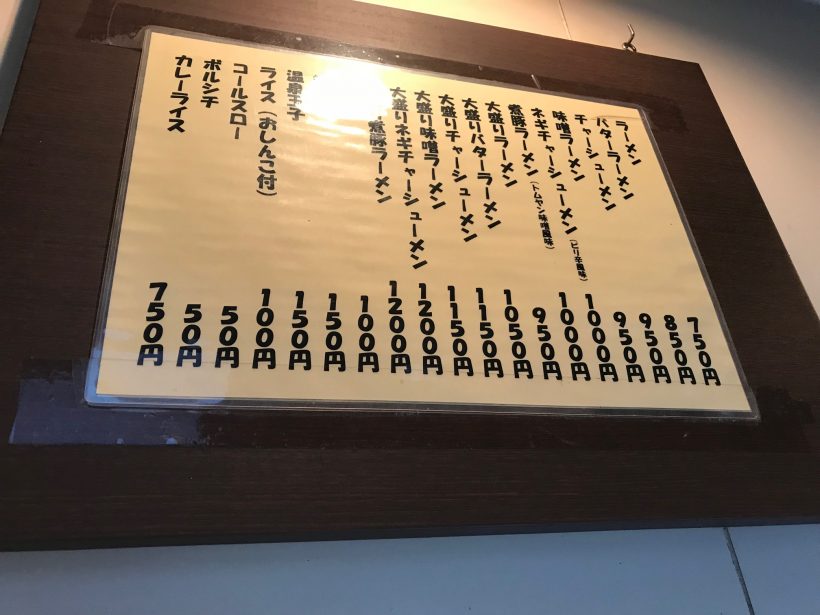 ラーメン 750円
バターラーメン 850円
チャーシューメン 950円
味噌ラーメン 950円
ネギチャーシューメン(ピリ辛風味) 1000円
煮豚ラーメン(トムヤン味噌風味) 1000円
大盛りラーメン 950円
大盛りバターラーメン 1050円
大盛りチャーシューメン 1150円
大盛り味噌ラーメン 1150円
大盛りネギチャーシューメン 1200円
煮豚ラーメン 1200円
100円
150円
温泉玉子 150円
ライス(おしんこ付) 100円
コールスロー 50円
ボルシチ 50円
カレーライス 750円